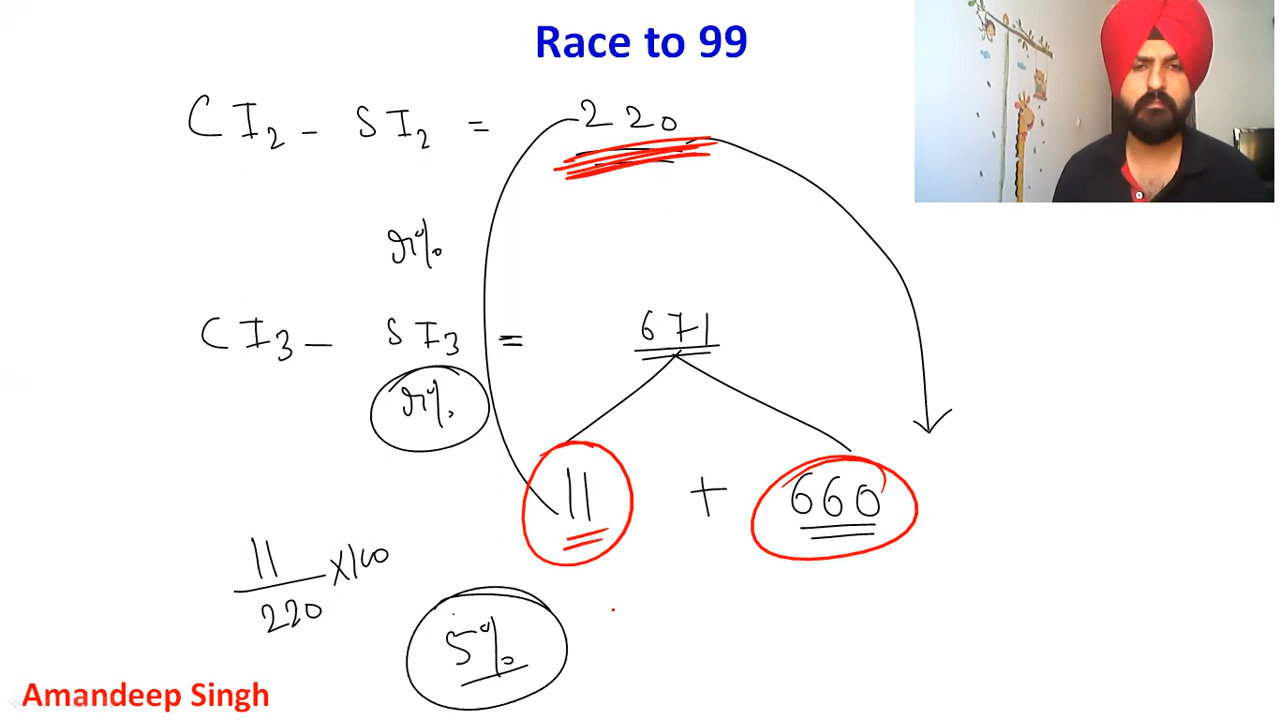 Race to 99
CI₂ - SI₂ = 220
r%
CI₃ - SI₃ = 671
r%
11 + 660
11/220 ×100
5%
Amandeep Singh